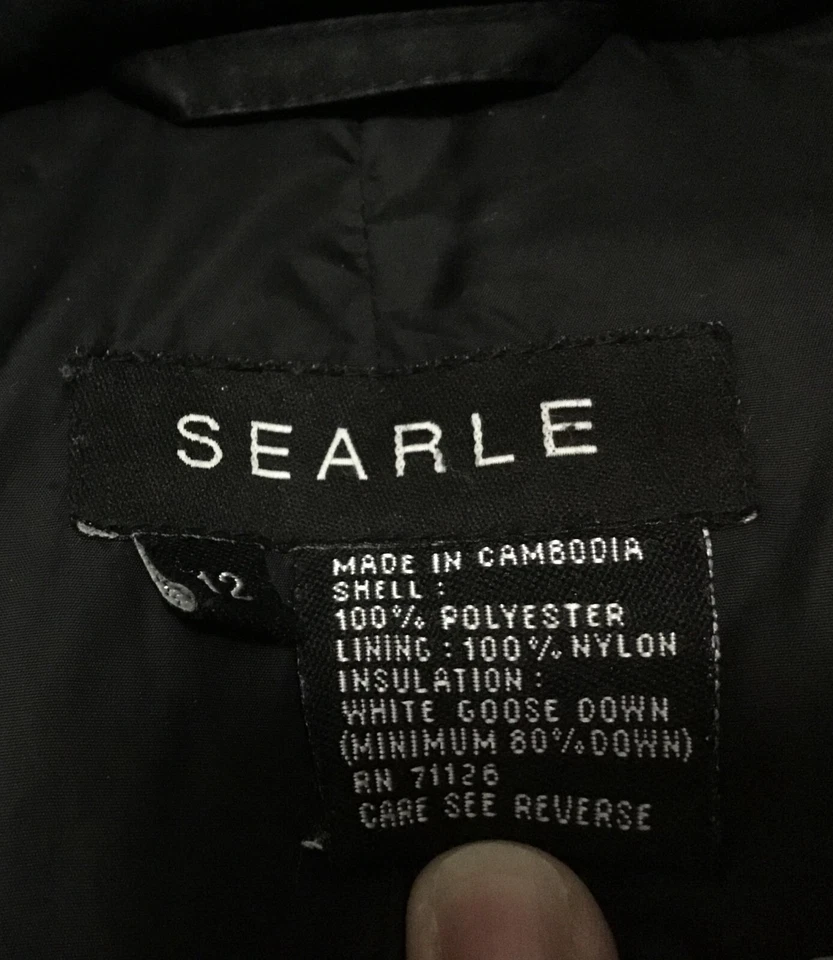 SEARLE
12
MADE IN CAMBODIA
SHELL :
100% POLYESTER
LINING : 100% NYLON
INSULATION :
WHITE GOOSE DOWN
(MINIMUM 80% DOWN)
RN 71126
CARE SEE REVERSE